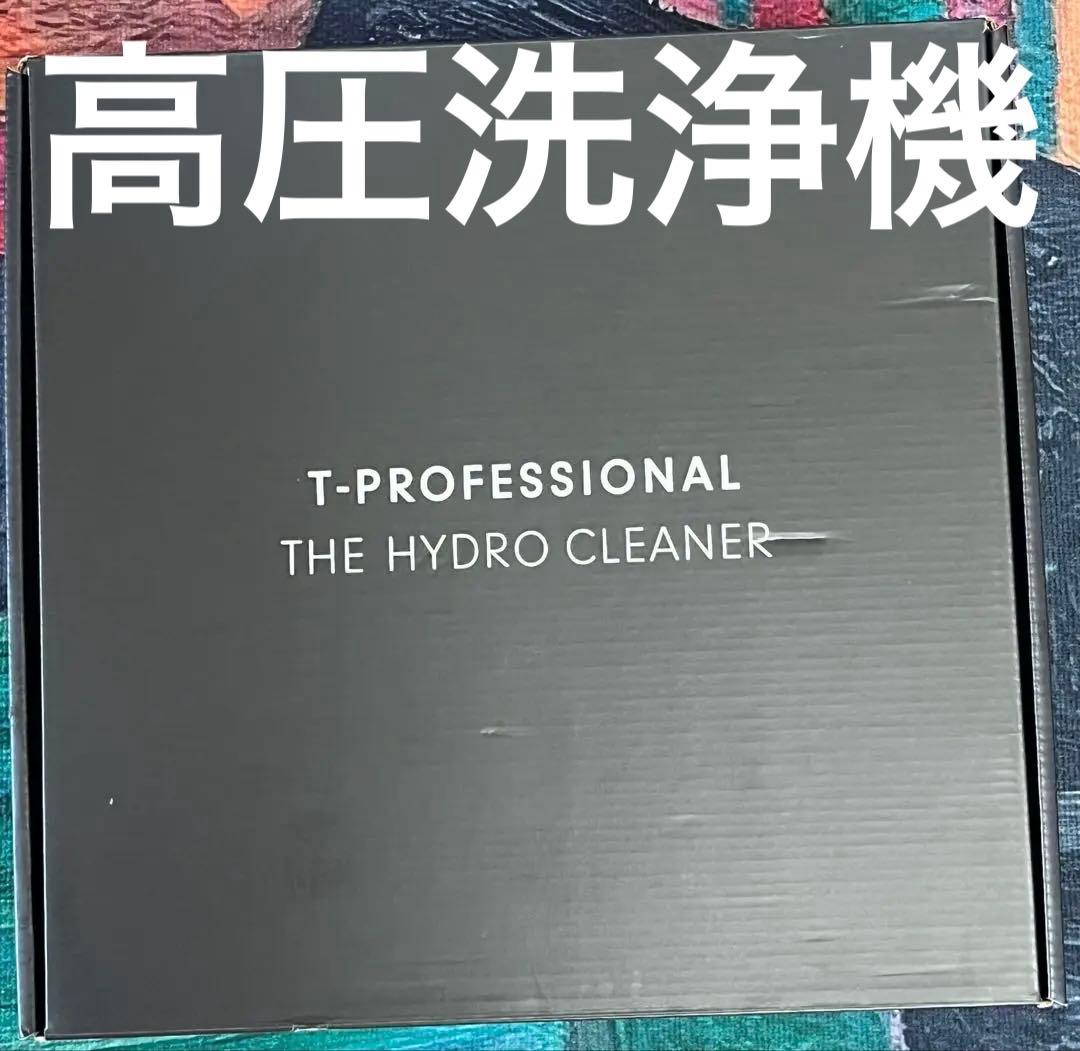 高圧洗浄機
T-PROFESSIONAL
THE HYDRO CLEANER